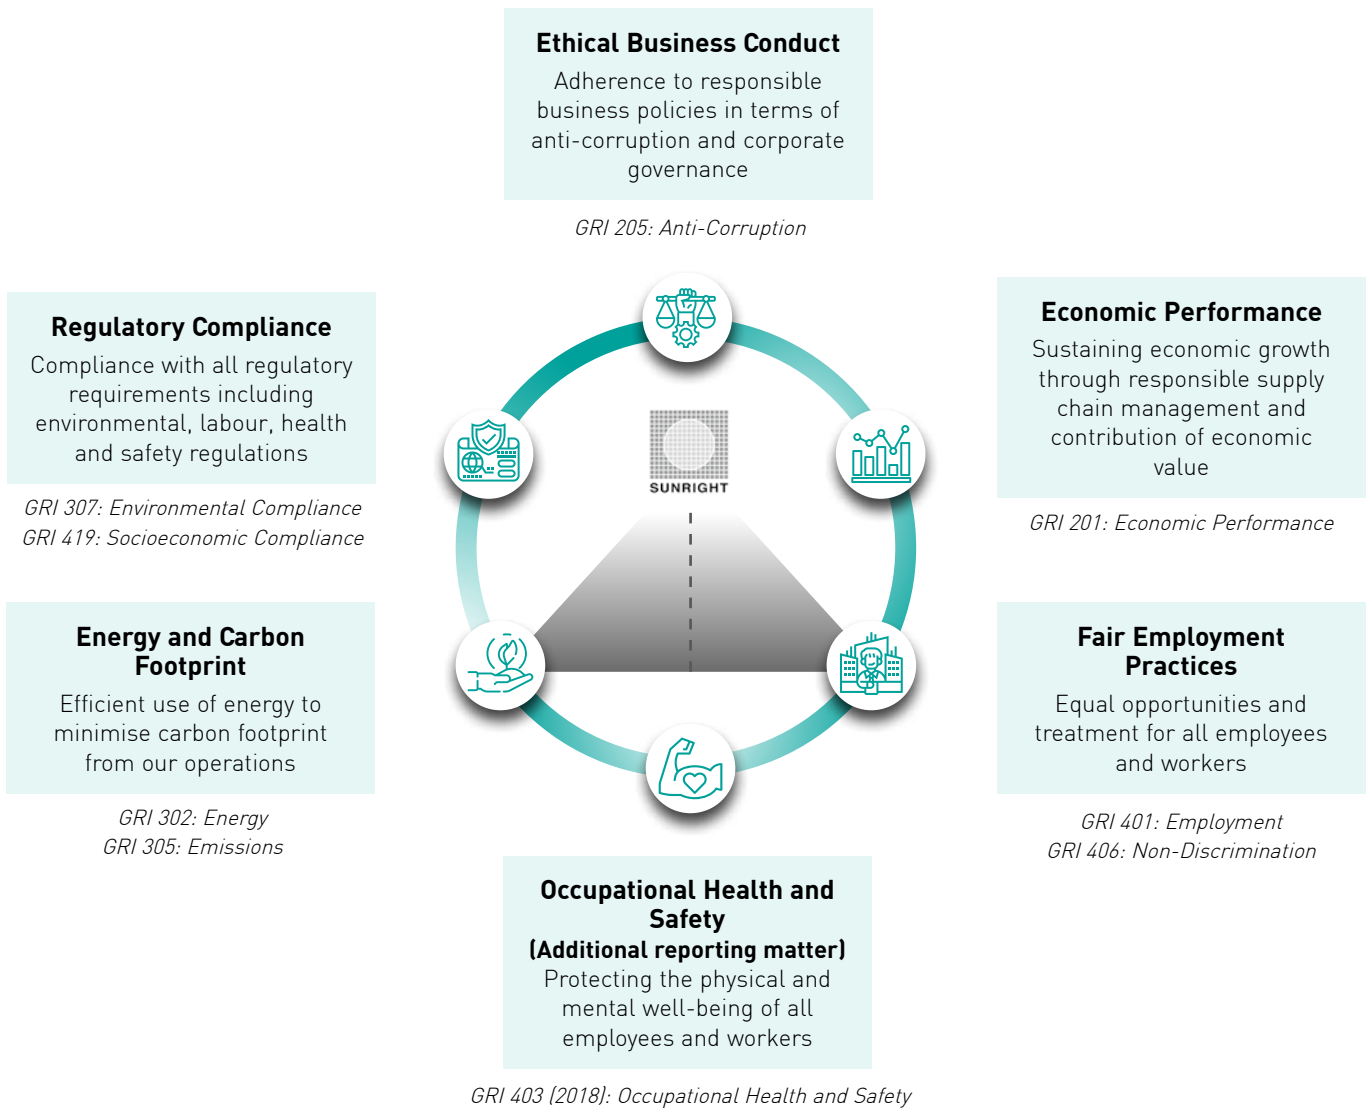 Ethical Business Conduct
Adherence to responsible
business policies in terms of
anti-corruption and corporate
governance
GRI 205: Anti-Corruption
Regulatory Compliance
Compliance with all regulatory
requirements including
environmental, labour, health
and safety regulations
GRI 307: Environmental Compliance
GRI 419: Socioeconomic Compliance
Economic Performance
Sustaining economic growth
through responsible supply
chain management and
contribution of economic
value
GRI 201: Economic Performance
SUNRIGHT
Energy and Carbon
Footprint
Efficient use of energy to
minimise carbon footprint
from our operations
GRI 302: Energy
GRI 305: Emissions
Fair Employment
Practices
Equal opportunities and
treatment for all employees
and workers
GRI 401: Employment
GRI 406: Non-Discrimination
Occupational Health and
Safety
(Additional reporting matter)
Protecting the physical and
mental well-being of all
employees and workers
GRI 403 (2018): Occupational Health and Safety